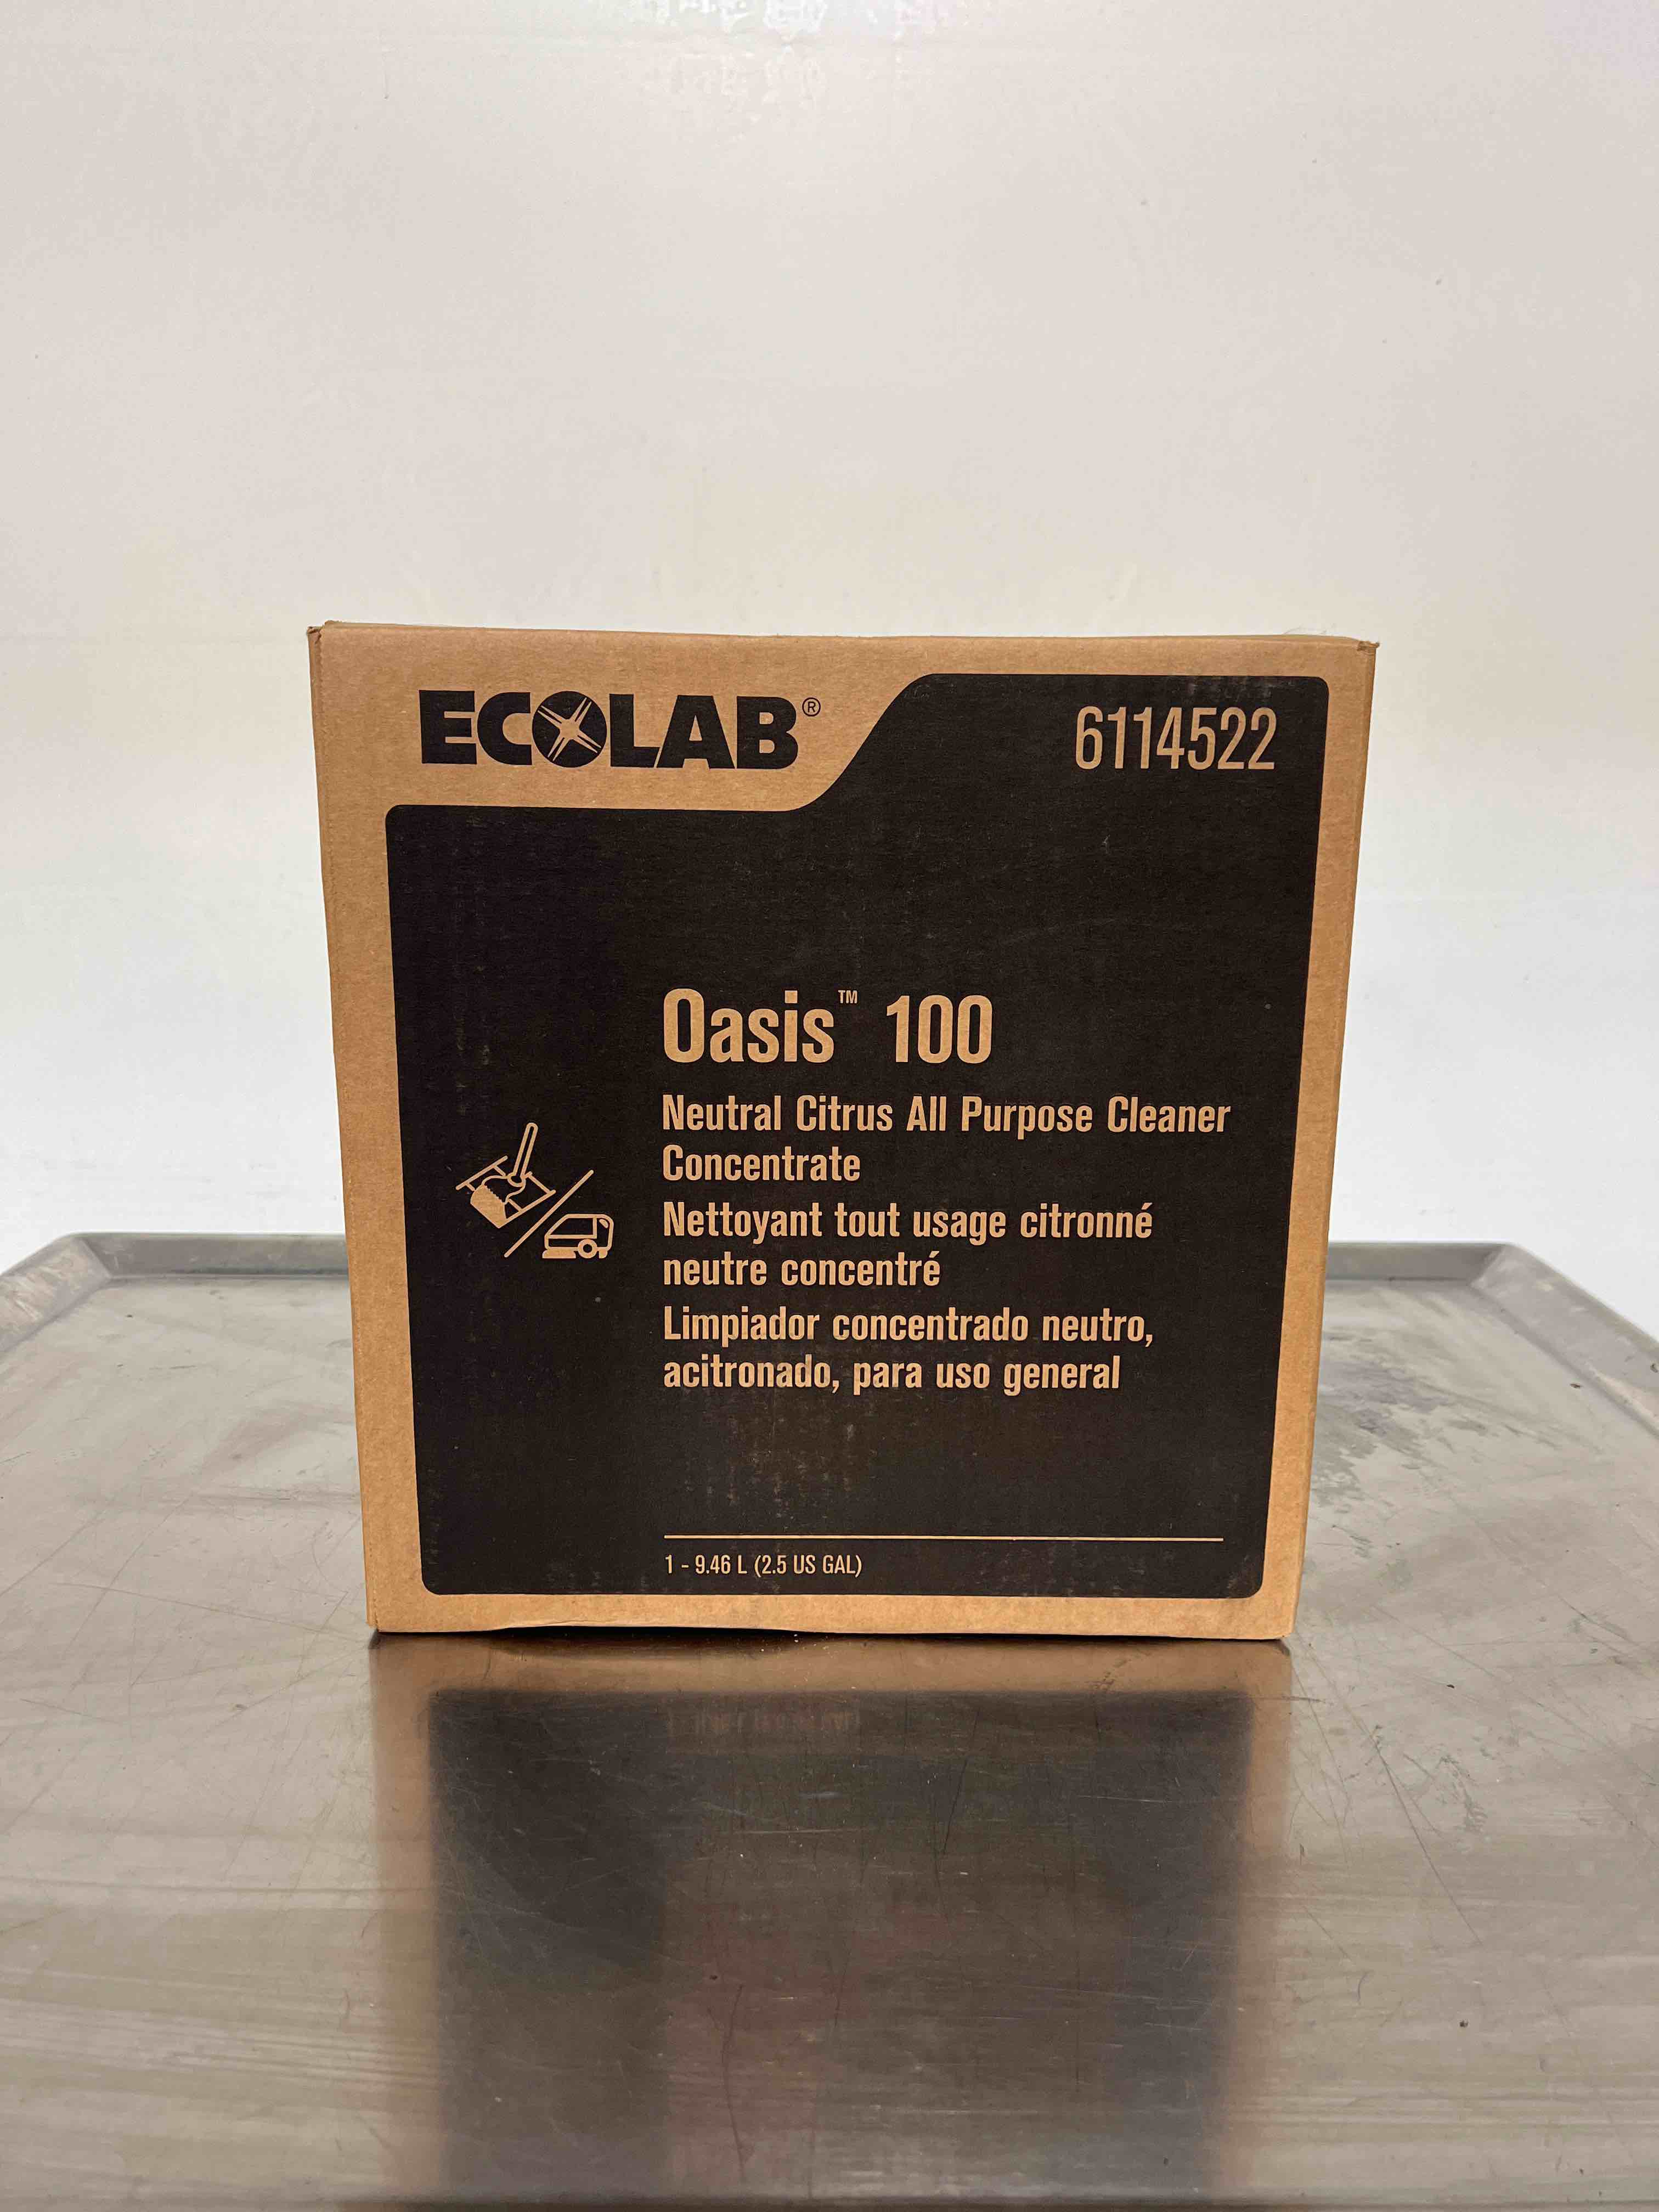 ECOLAB®
6114522
Oasis™ 100
Neutral Citrus All Purpose Cleaner
Concentrate
Nettoyant tout usage citronné
neutre concentré
Limpiador concentrado neutro,
acitronado, para uso general
1 - 9.46 L (2.5 US GAL)